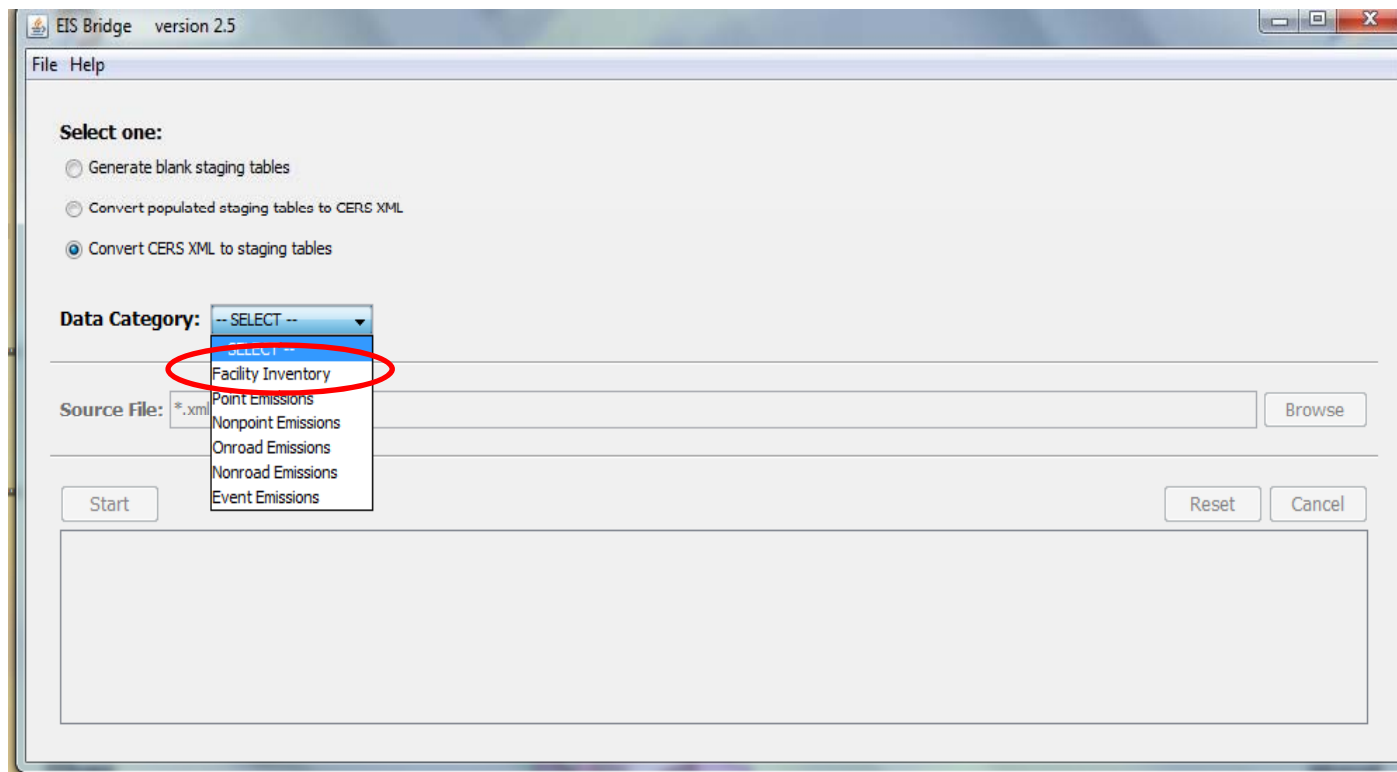 EIS Bridge version 2.5
File Help
Select one:
Generate blank staging tables
Convert populated staging tables to CERS XML
Convert CERS XML to staging tables
Data Category: -- SELECT --
-- SELECT --
Facility Inventory
Point Emissions
Source File: *.xml Browse
Nonpoint Emissions
Onroad Emissions
Nonroad Emissions
Event Emissions
Start Reset Cancel